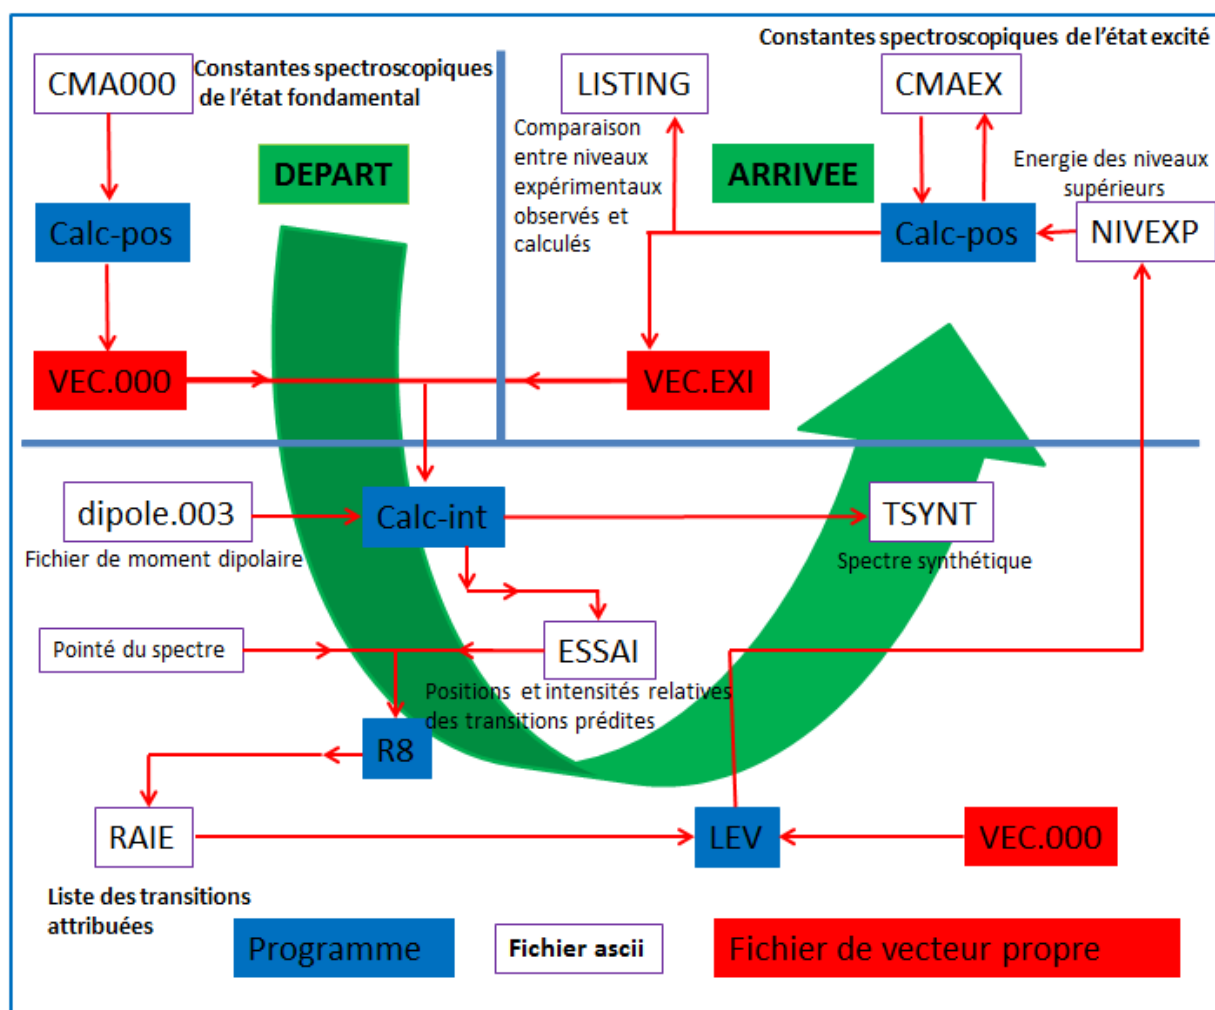 Constantes spectroscopiques de l'état excité
CMA000
Constantes spectroscopiques
de l'état fondamental
LISTING
CMAEX
Comparaison
entre niveaux
expérimentaux
observés et
calculés
DEPART
ARRIVEE
Energie des niveaux
supérieurs
Calc-pos
Calc-pos
NIVEXP
VEC.000
VEC.EXI
dipole.003
Calc-int
TSYNT
Fichier de moment dipolaire
Spectre synthétique
Pointé du spectre
ESSAI
Positions et intensités relatives
des transitions prédites
R8
RAIE
LEV
VEC.000
Liste des transitions
attribuées
Programme
Fichier ascii
Fichier de vecteur propre